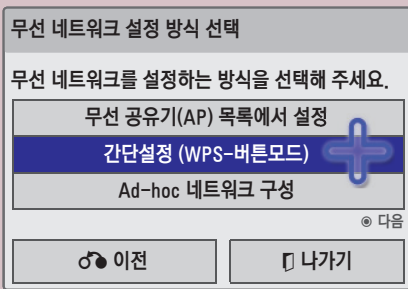 무선 네트워크 설정 방식 선택
무선 네트워크를 설정하는 방식을 선택해 주세요.
무선 공유기(AP) 목록에서 설정
간단설정 (WPS-버튼모드)
Ad-hoc 네트워크 구성
◉ 다음
이전
나가기